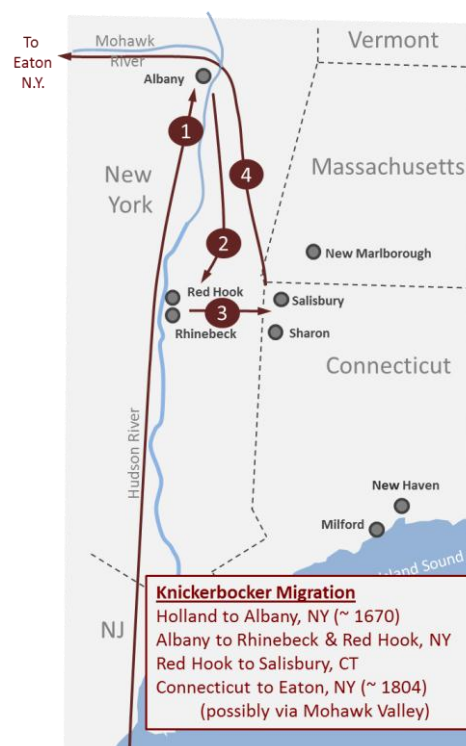 To
Eaton
N.Y.
Mohawk
River
Albany
Vermont
1
New
York
4
Massachusetts
2
New Marlborough
Red Hook
3
Salisbury
Rhinebeck
Sharon
Connecticut
Hudson River
New Haven
Milford
Sound
NJ
Knickerbocker Migration
Holland to Albany, NY (~ 1670)
Albany to Rhinebeck & Red Hook, NY
Red Hook to Salisbury, CT
Connecticut to Eaton, NY (~ 1804)
(possibly via Mohawk Valley)